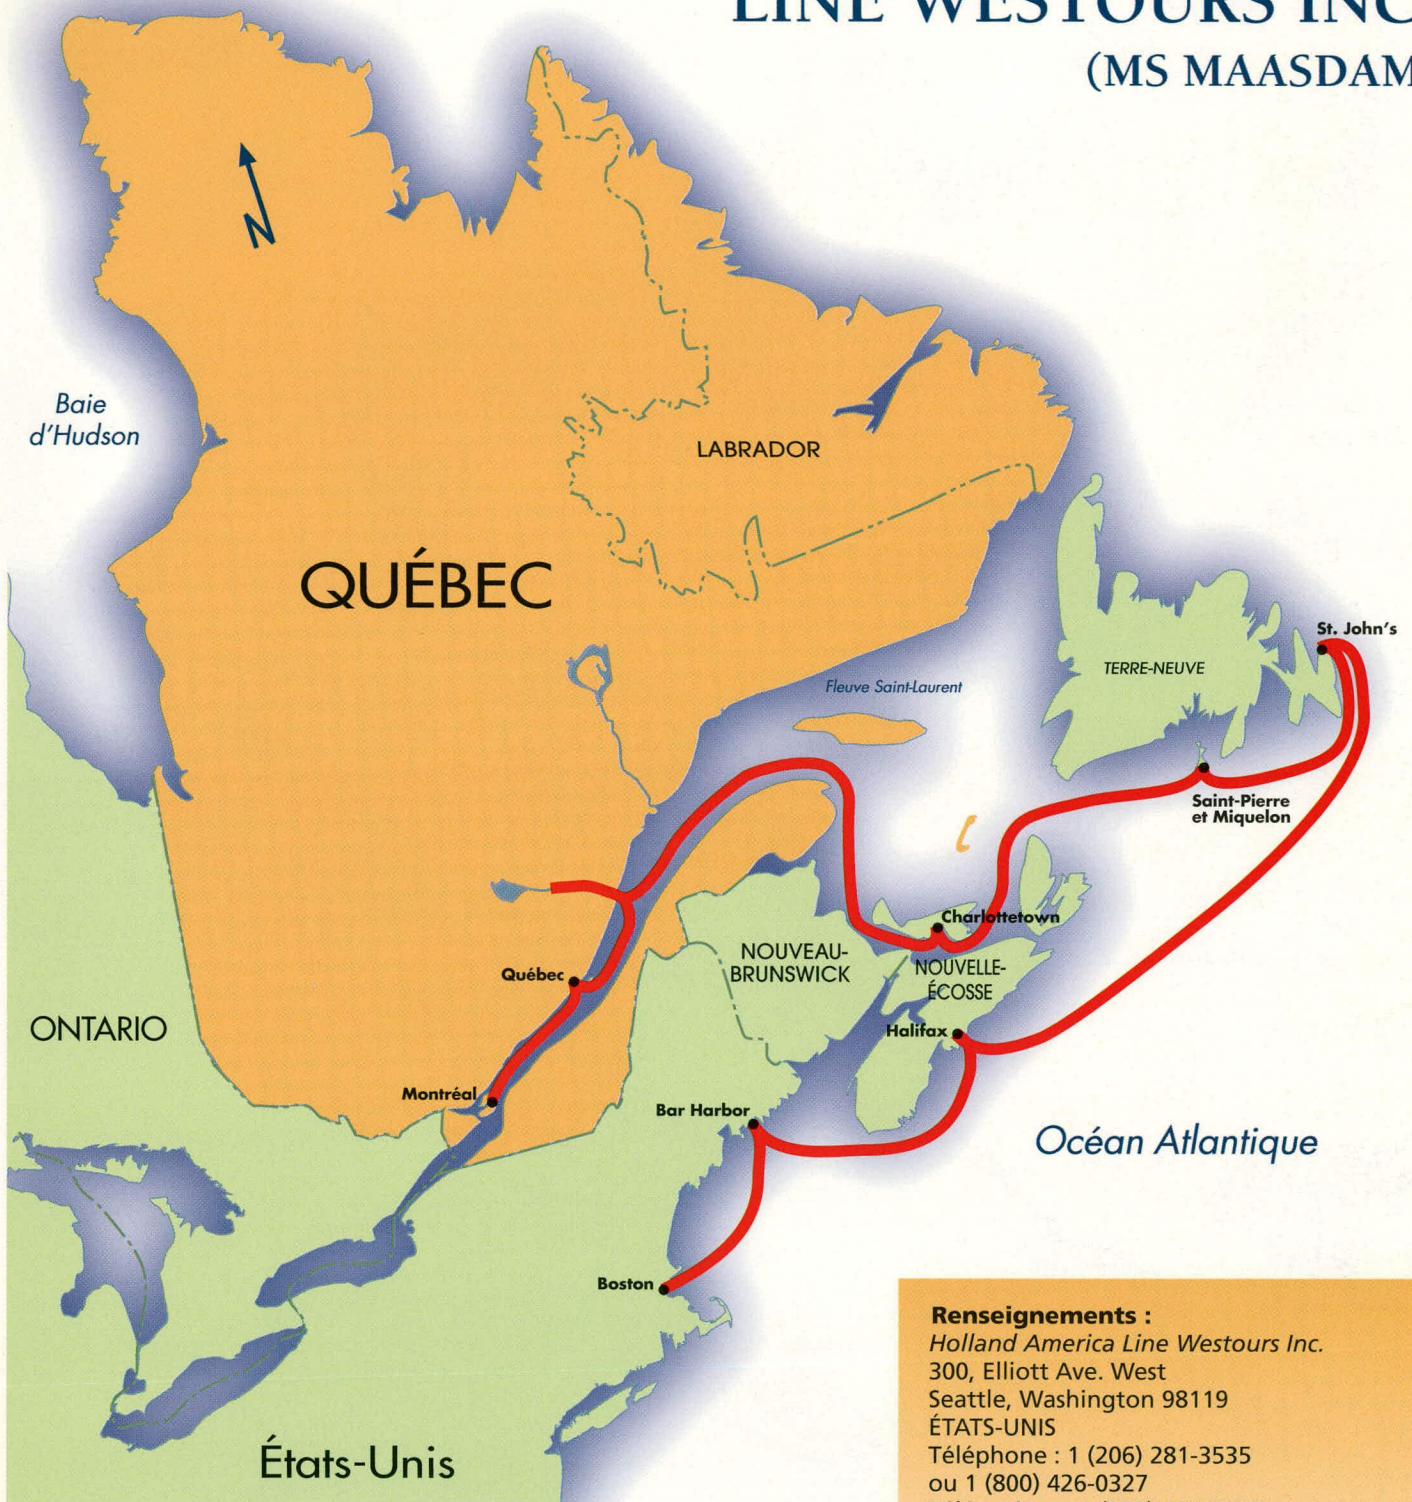 LINE WESTOURS INC
(MS MAASDAM
N
Baie
d'Hudson
LABRADOR
QUÉBEC
St. John's
TERRE-NEUVE
Fleuve Saint-Laurent
Saint-Pierre
et Miquelon
Charlottetown
NOUVEAU-
BRUNSWICK
NOUVELLE-
ÉCOSSE
Québec
ONTARIO
Halifax
Montréal
Bar Harbor
Océan Atlantique
Boston
États-Unis
Renseignements :
Holland America Line Westours Inc.
300, Elliott Ave. West
Seattle, Washington 98119
ÉTATS-UNIS
Téléphone : 1 (206) 281-3535
ou 1 (800) 426-0327